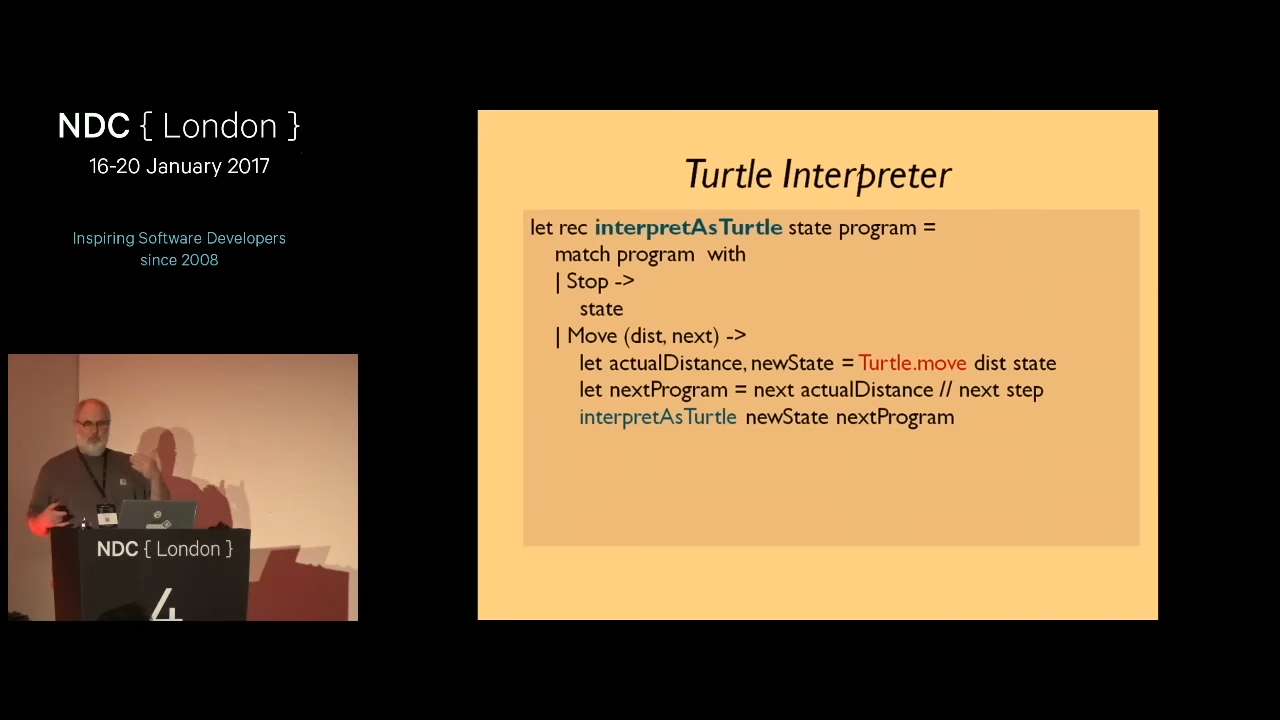 NDC { London }
16-20 January 2017
Inspiring Software Developers
since 2008
Turtle Interpreter
let rec interpretAsTurtle state program =
match program with
| Stop ->
state
| Move (dist, next) ->
let actualDistance, newState = Turtle.move dist state
let nextProgram = next actualDistance // next step
interpretAsTurtle newState nextProgram
NDC { London }
4